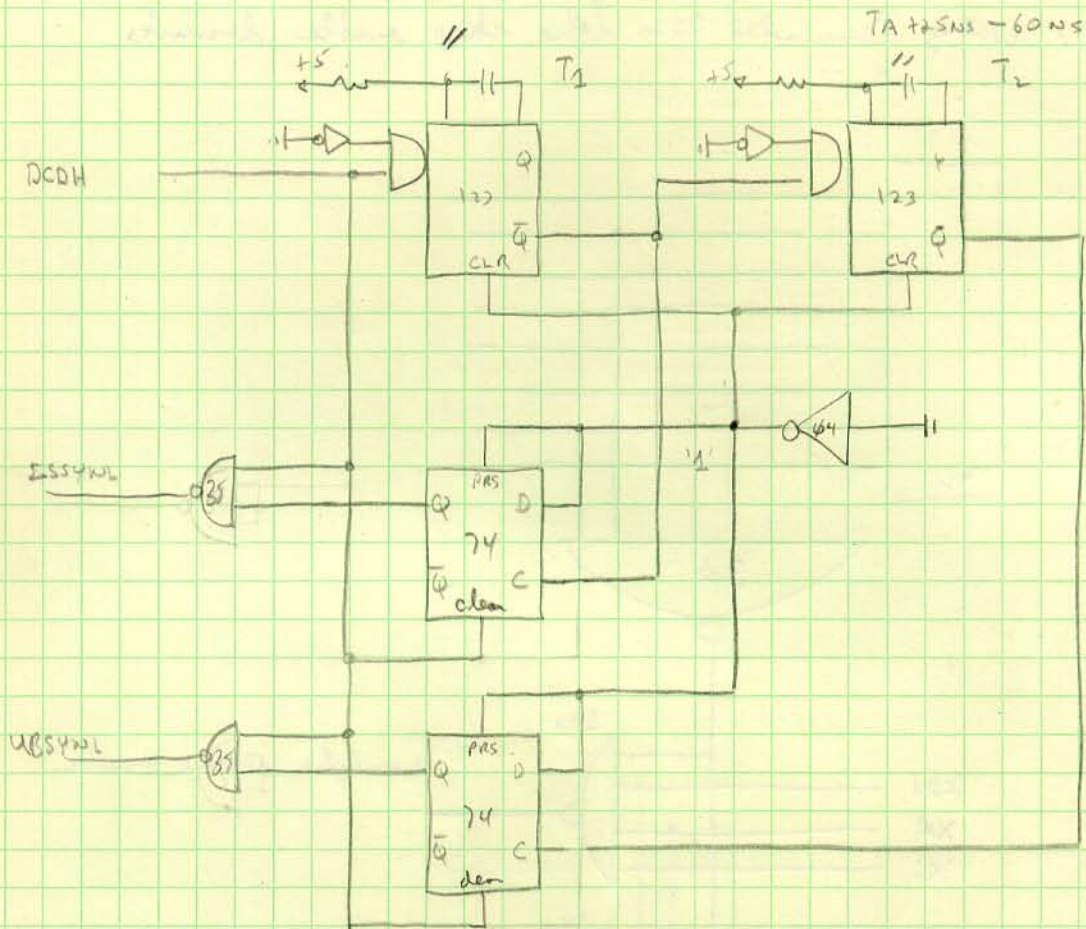 TA +25NS - 60NS
+5 T1
+5 T2
DCDH
Q
123
123
Q̄
Q̄
CLR
CLR
04
'1'
PRS
35
Q D
74
Q̄ C
clear
PRS
UBSYNL
35
Q D
74
Q̄ C
clear